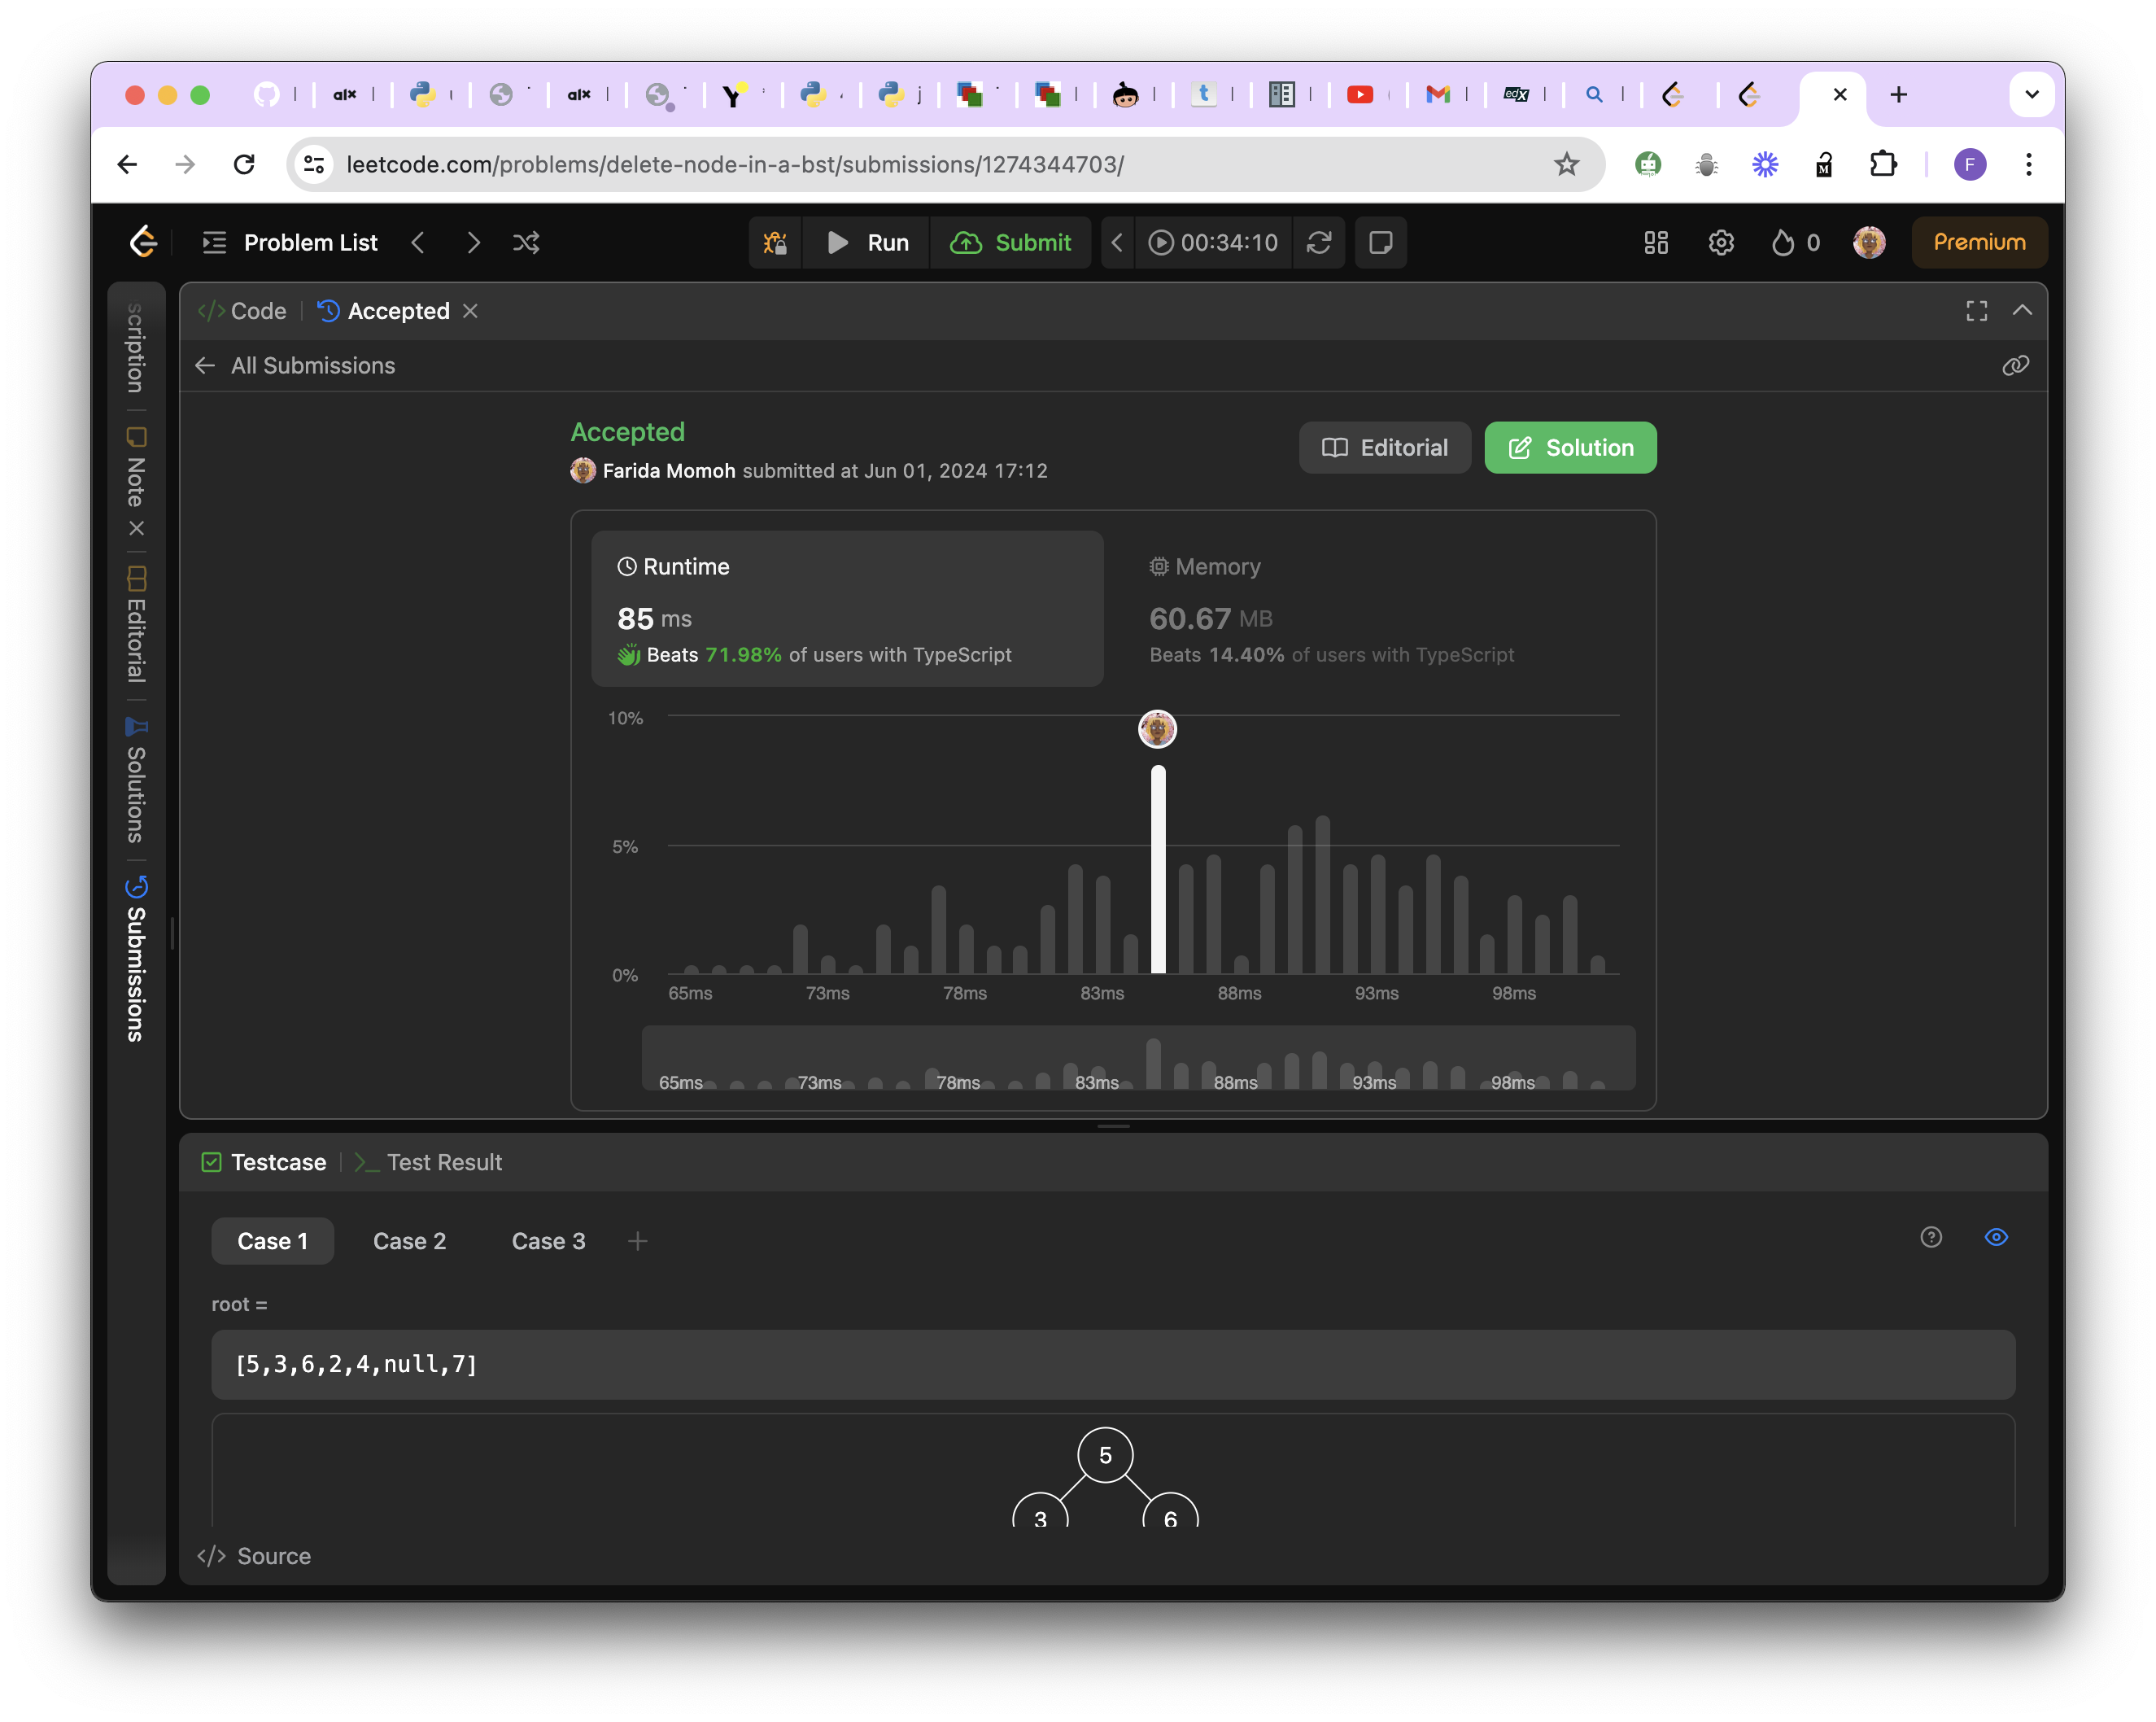 alx
alx
edX
leetcode.com/problems/delete-node-in-a-bst/submissions/1274344703/
F
Problem List
Run
Submit
00:34:10
0
Premium
scription
Note
Editorial
Solutions
Submissions
Code
Accepted
All Submissions
Accepted
Farida Momoh submitted at Jun 01, 2024 17:12
Editorial
Solution
Runtime
85 ms
Beats 71.98% of users with TypeScript
Memory
60.67 MB
Beats 14.40% of users with TypeScript
10%
5%
0%
65ms 73ms 78ms 83ms 88ms 93ms 98ms
65ms 73ms 78ms 83ms 88ms 93ms 98ms
Testcase
Test Result
Case 1 Case 2 Case 3
root =
[5,3,6,2,4,null,7]
5
3 6
Source